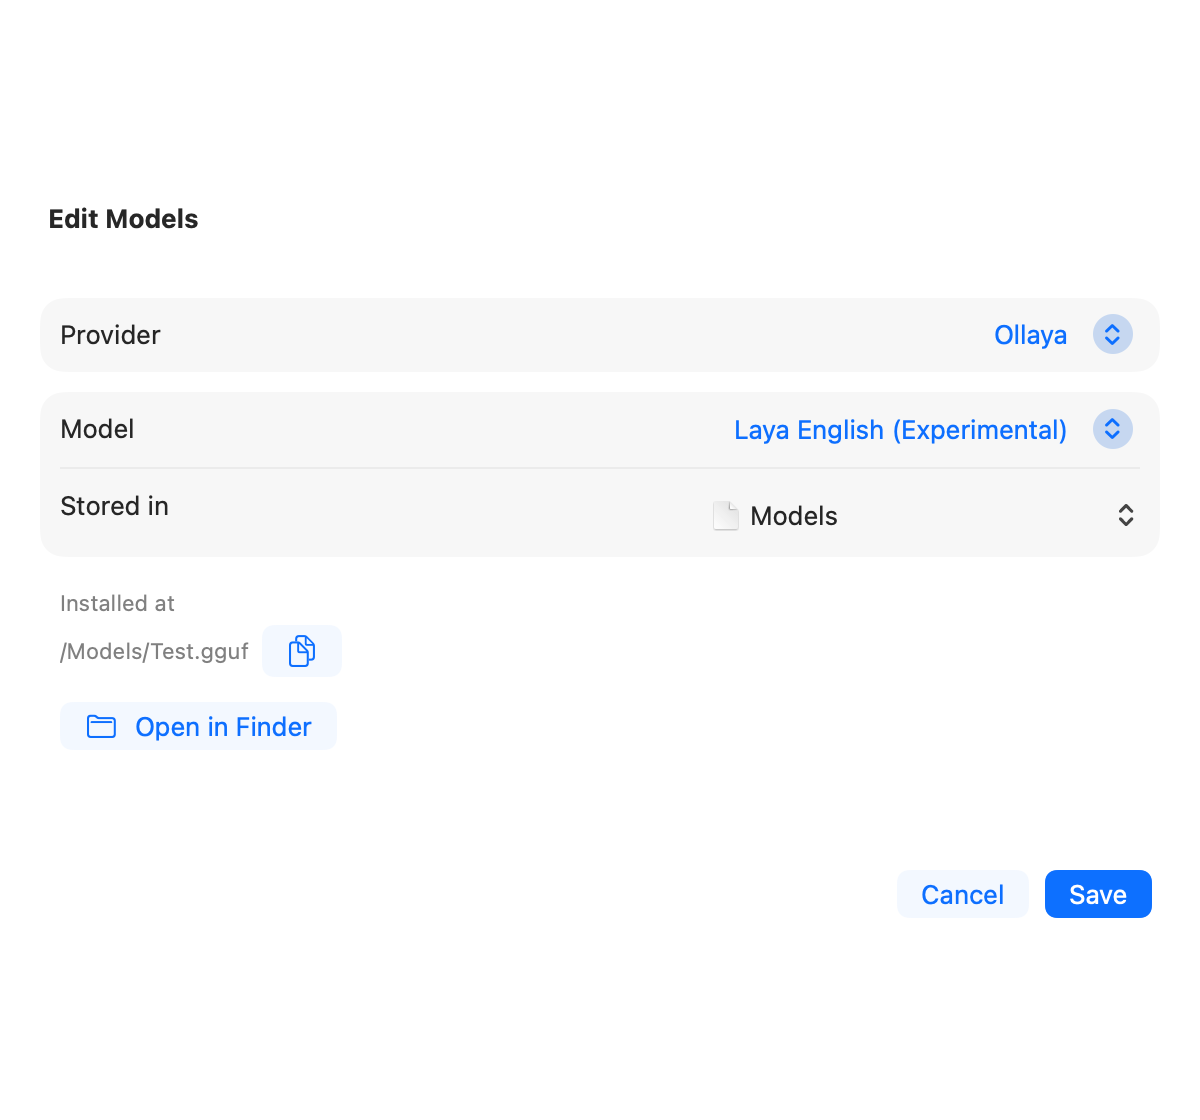 Edit Models
Provider
Ollaya
Model
Laya English (Experimental)
Stored in
Models
Installed at
/Models/Test.gguf
Open in Finder
Cancel
Save